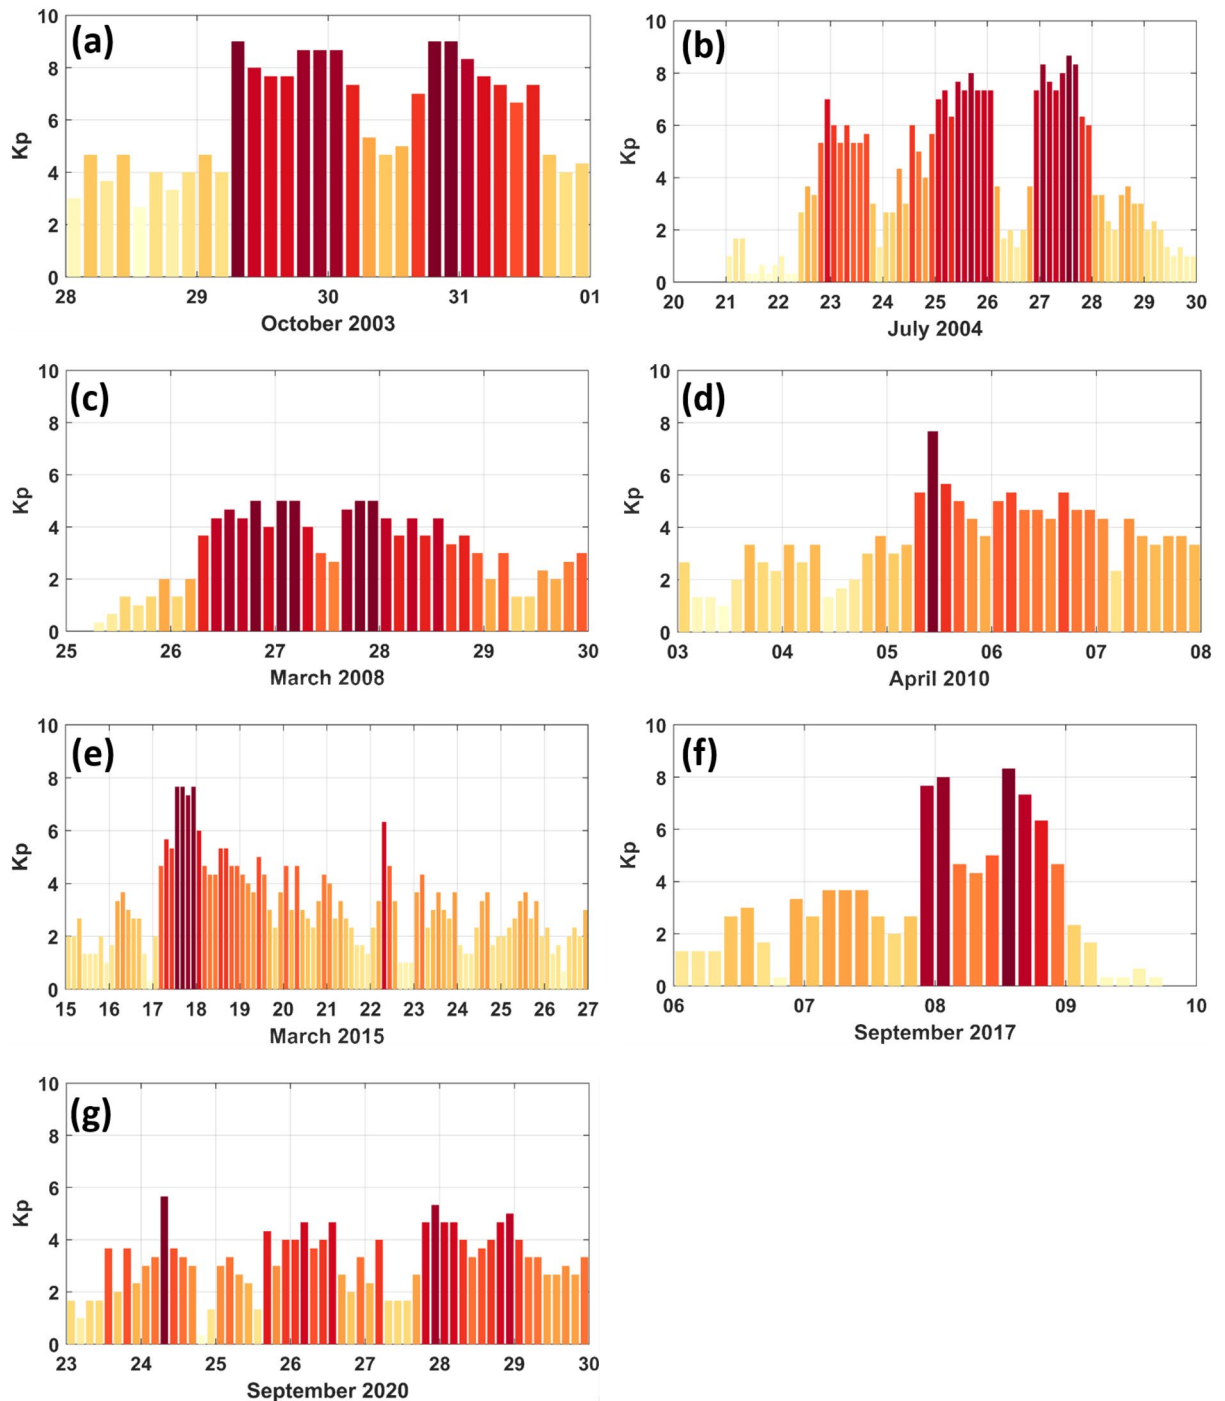 (a)
10
8
6
4
2
0
Kp
28 29 30 31 01
October 2003
(b)
10
8
6
4
2
0
Kp
20 21 22 23 24 25 26 27 28 29 30
July 2004
(c)
10
8
6
4
2
0
Kp
25 26 27 28 29 30
March 2008
(d)
10
8
6
4
2
0
Kp
03 04 05 06 07 08
April 2010
(e)
10
8
6
4
2
0
Kp
15 16 17 18 19 20 21 22 23 24 25 26 27
March 2015
(f)
10
8
6
4
2
0
Kp
06 07 08 09 10
September 2017
(g)
10
8
6
4
2
0
Kp
23 24 25 26 27 28 29 30
September 2020